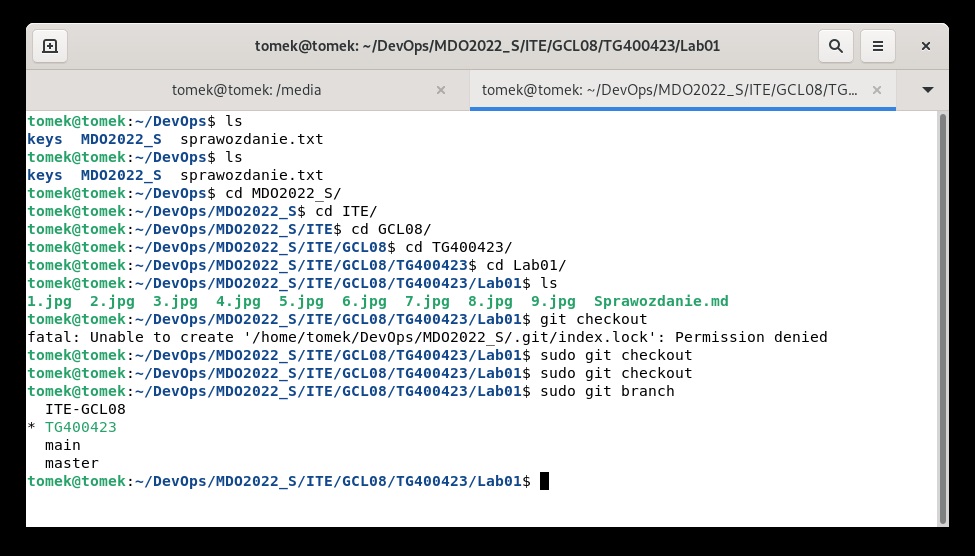 tomek@tomek: ~/DevOps/MDO2022_S/ITE/GCL08/TG400423/Lab01
tomek@tomek: /media
tomek@tomek: ~/DevOps/MDO2022_S/ITE/GCL08/TG...
tomek@tomek:~/DevOps$ ls
keys  MDO2022_S  sprawozdanie.txt
tomek@tomek:~/DevOps$ ls
keys  MDO2022_S  sprawozdanie.txt
tomek@tomek:~/DevOps$ cd MDO2022_S/
tomek@tomek:~/DevOps/MDO2022_S$ cd ITE/
tomek@tomek:~/DevOps/MDO2022_S/ITE$ cd GCL08/
tomek@tomek:~/DevOps/MDO2022_S/ITE/GCL08$ cd TG400423/
tomek@tomek:~/DevOps/MDO2022_S/ITE/GCL08/TG400423$ cd Lab01/
tomek@tomek:~/DevOps/MDO2022_S/ITE/GCL08/TG400423/Lab01$ ls
1.jpg  2.jpg  3.jpg  4.jpg  5.jpg  6.jpg  7.jpg  8.jpg  9.jpg  Sprawozdanie.md
tomek@tomek:~/DevOps/MDO2022_S/ITE/GCL08/TG400423/Lab01$ git checkout
fatal: Unable to create '/home/tomek/DevOps/MDO2022_S/.git/index.lock': Permission denied
tomek@tomek:~/DevOps/MDO2022_S/ITE/GCL08/TG400423/Lab01$ sudo git checkout
tomek@tomek:~/DevOps/MDO2022_S/ITE/GCL08/TG400423/Lab01$ sudo git checkout
tomek@tomek:~/DevOps/MDO2022_S/ITE/GCL08/TG400423/Lab01$ sudo git branch
  ITE-GCL08
* TG400423
  main
  master
tomek@tomek:~/DevOps/MDO2022_S/ITE/GCL08/TG400423/Lab01$